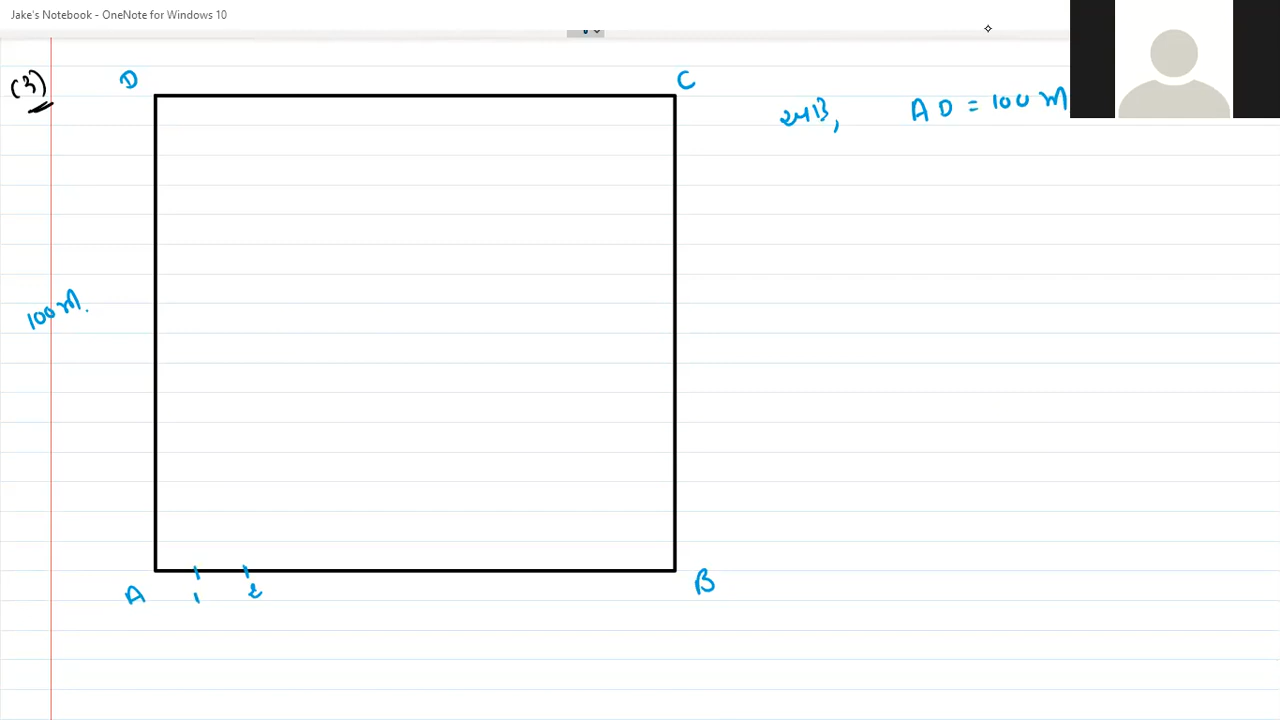 Jake's Notebook - OneNote for Windows 10
(3)
D
C
AD = 100 m
100 m.
A
1
2
B